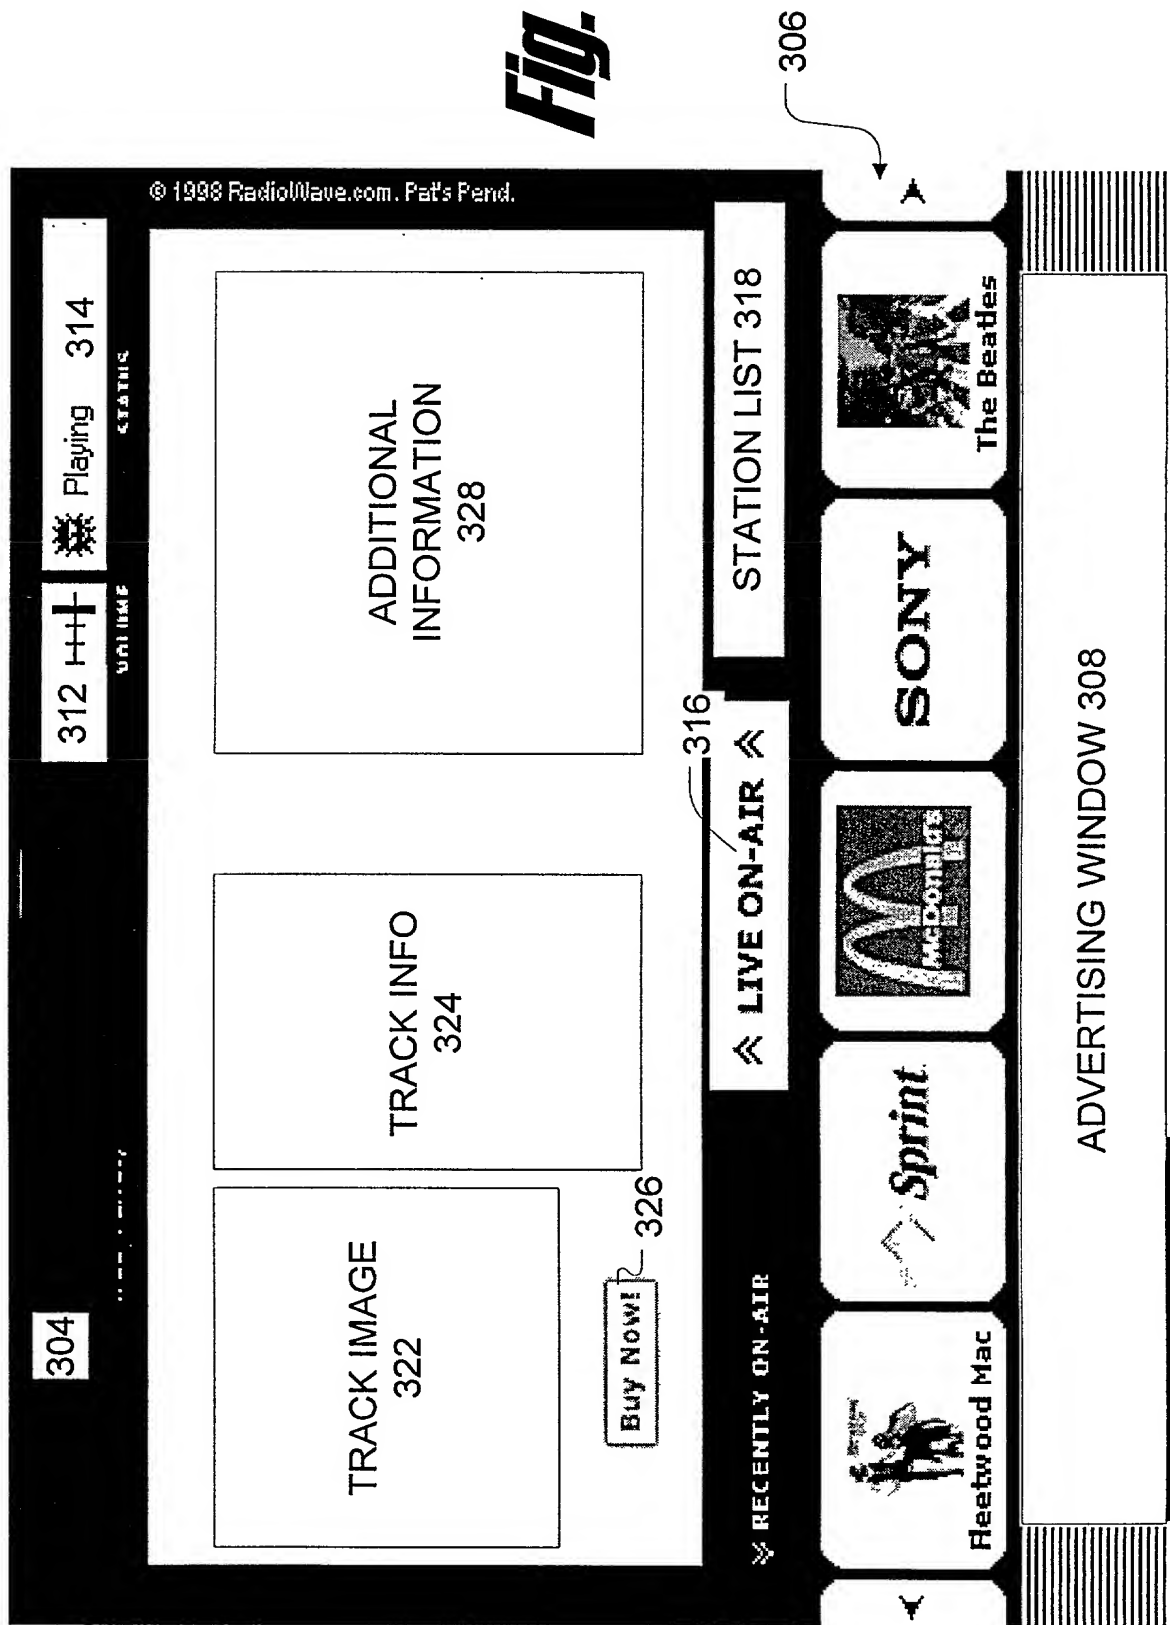 304
312
Playing 314
VOLUME
STATUS
© 1998 RadioWave.com. Pat's Pend.
TRACK IMAGE
322
TRACK INFO
324
ADDITIONAL
INFORMATION
328
Buy Now!
326
316
RECENTLY ON-AIR
LIVE ON-AIR
STATION LIST 318
Fleetwood Mac
Sprint
McDonald's
SONY
The Beatles
306
ADVERTISING WINDOW 308
Fig.